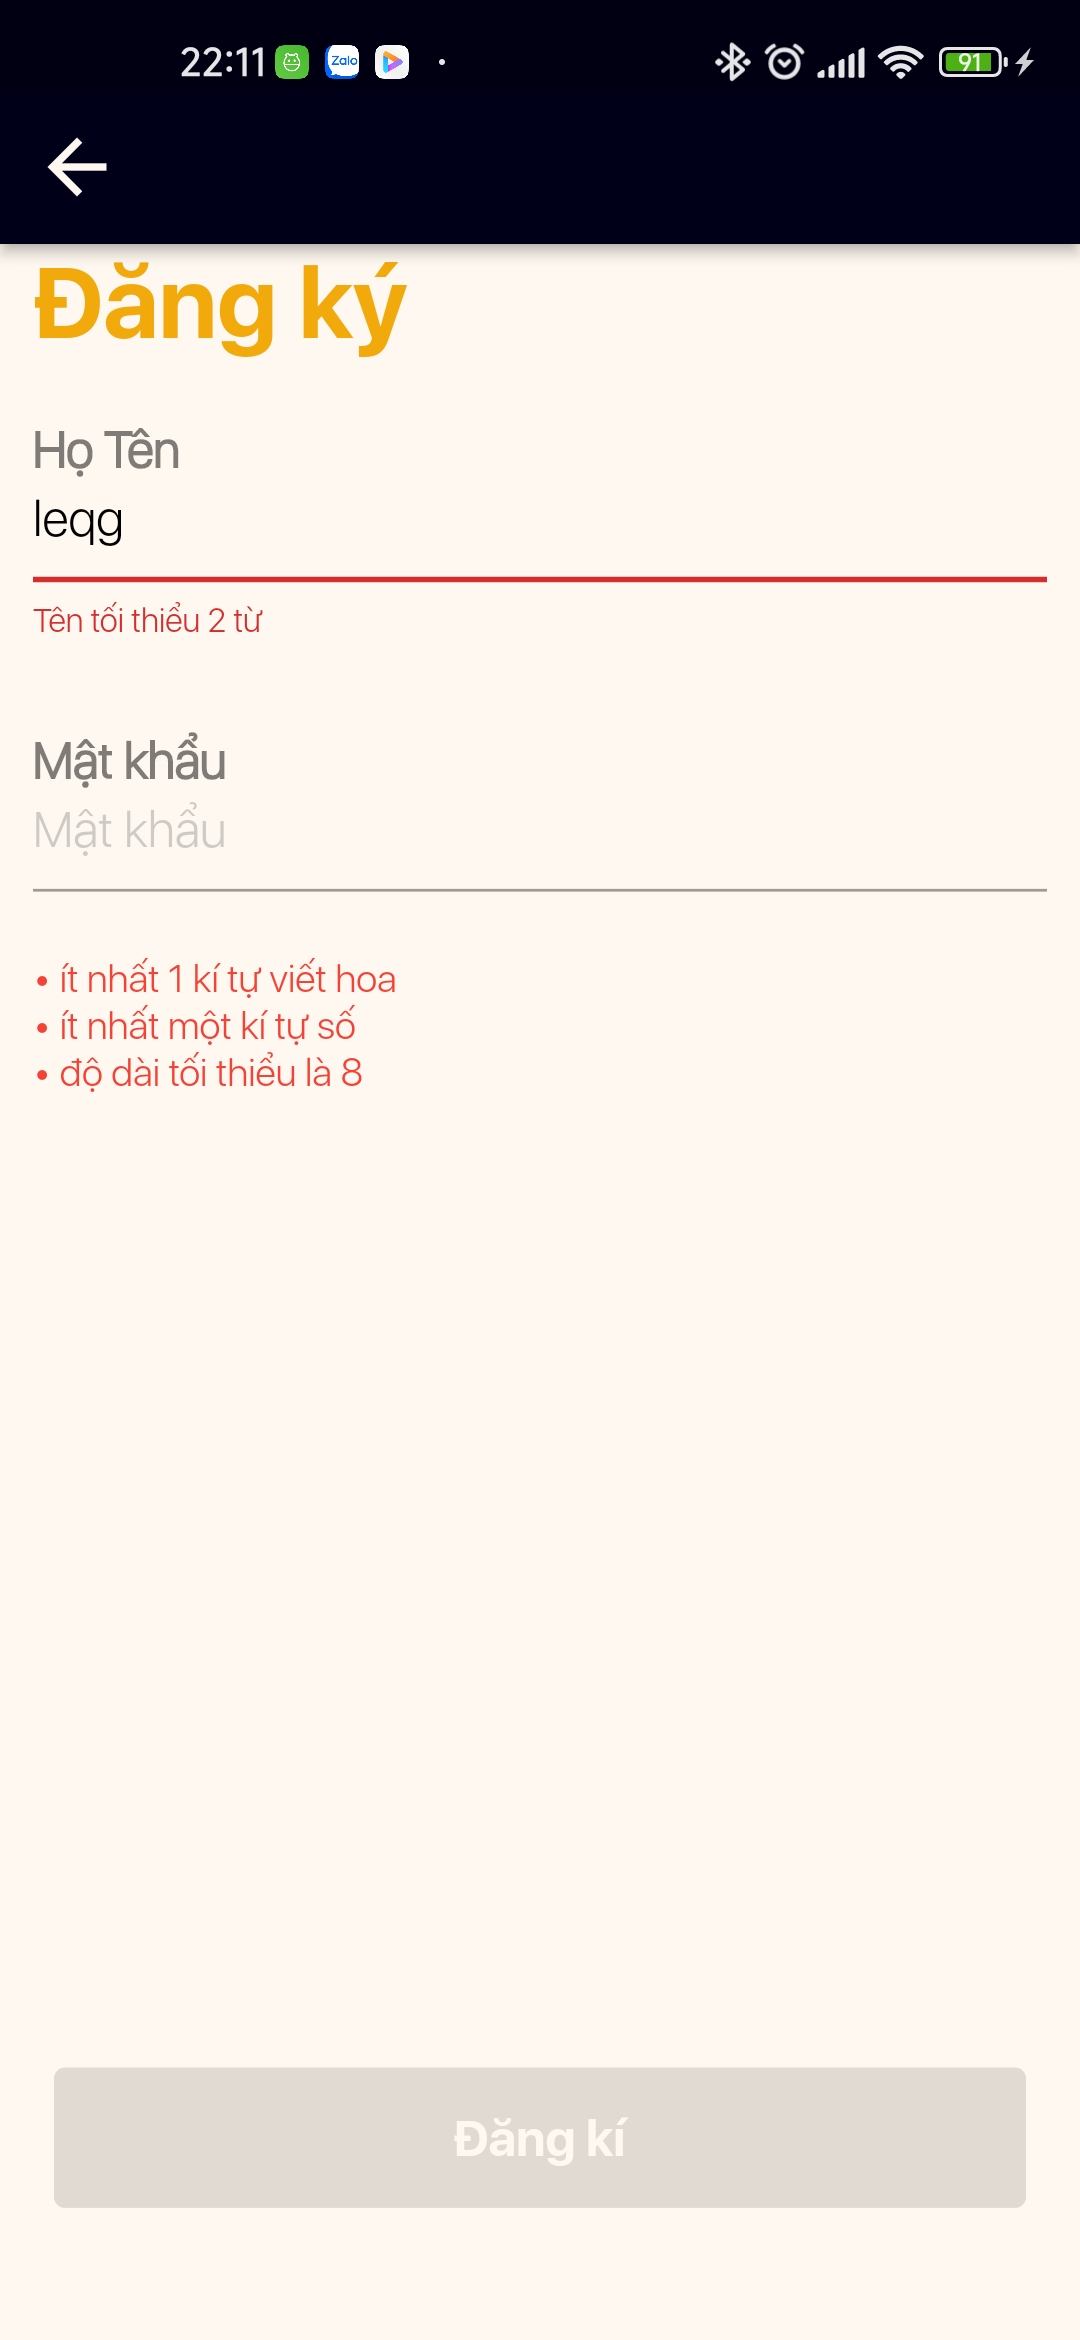 22:11 Zalo 91
Đăng ký
Họ Tên
leqg
Tên tối thiểu 2 từ
Mật khẩu
Mật khẩu
• ít nhất 1 kí tự viết hoa
• ít nhất một kí tự số
• độ dài tối thiểu là 8
Đăng kí